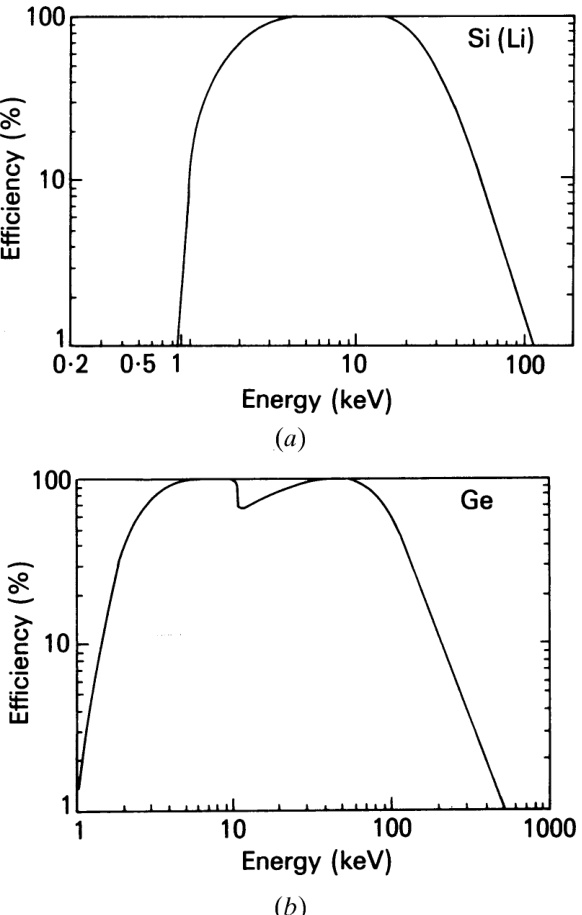 100
Si (Li)
Efficiency (%)
10
1
0·2 0·5 1 10 100
Energy (keV)
(a)
100
Ge
Efficiency (%)
10
1
1 10 100 1000
Energy (keV)
(b)